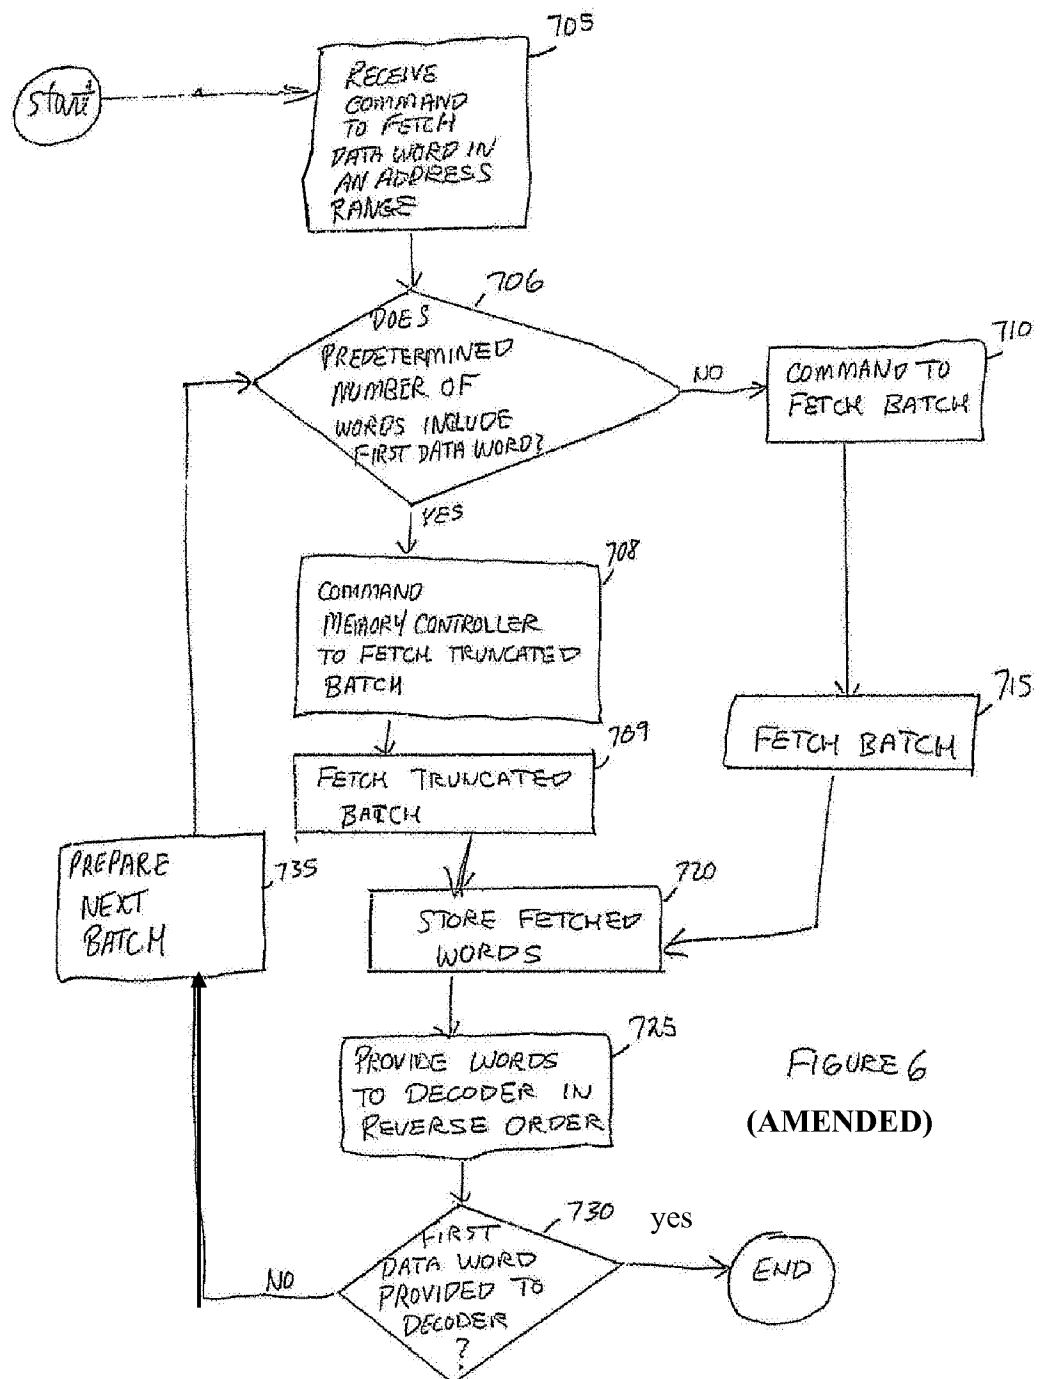 705
Start
RECEIVE
COMMAND
TO FETCH
DATA WORD IN
AN ADDRESS
RANGE
706
DOES
PREDETERMINED
NUMBER OF
WORDS INCLUDE
FIRST DATA WORD?
NO
710
COMMAND TO
FETCH BATCH
YES
708
COMMAND
MEMORY CONTROLLER
TO FETCH TRUNCATED
BATCH
715
FETCH BATCH
709
FETCH TRUNCATED
BATCH
735
PREPARE
NEXT
BATCH
720
STORE FETCHED
WORDS
725
PROVIDE WORDS
TO DECODER IN
REVERSE ORDER
FIGURE 6
(AMENDED)
730
yes
FIRST
DATA WORD
PROVIDED TO
DECODER
?
NO
END